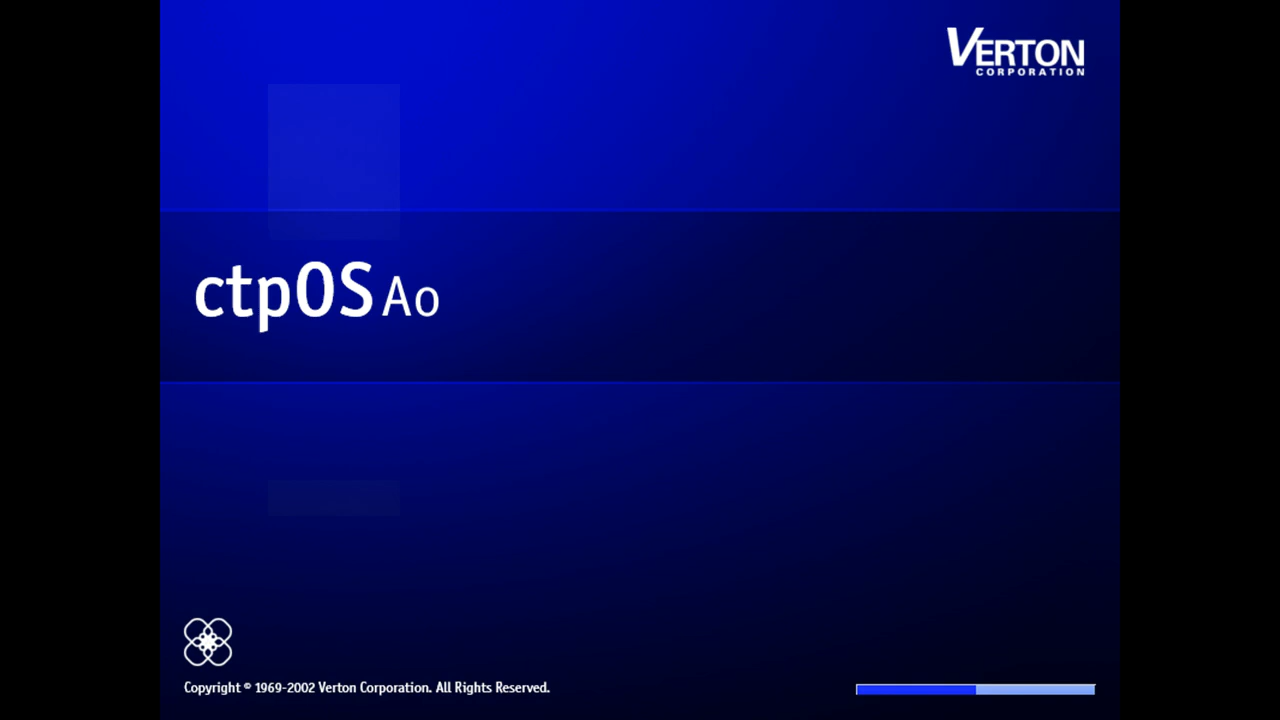 VERTON
CORPORATION
ctpOS Ao
Copyright © 1969-2002 Verton Corporation. All Rights Reserved.